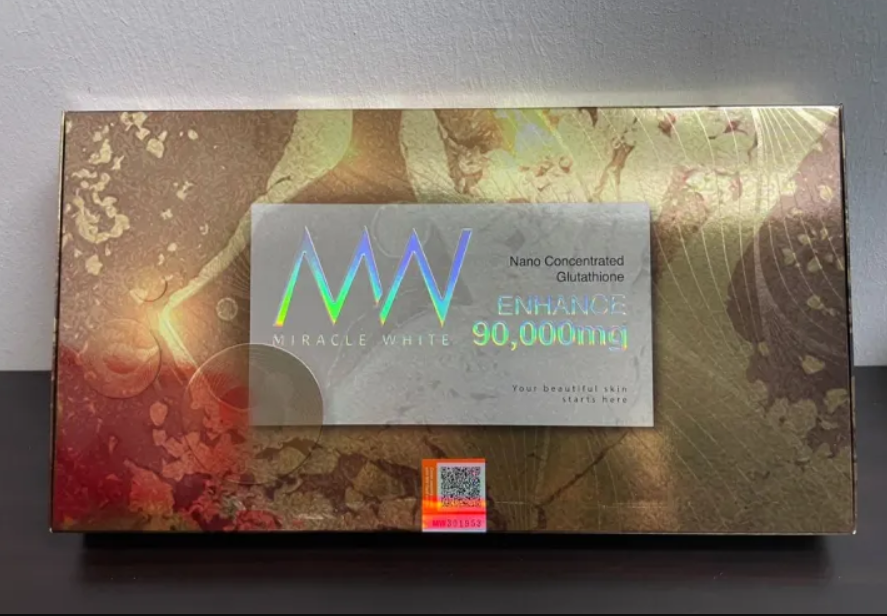 MW
MIRACLE WHITE
Nano Concentrated
Glutathione
ENHANCE
90,000mg
Your beautiful skin
starts here